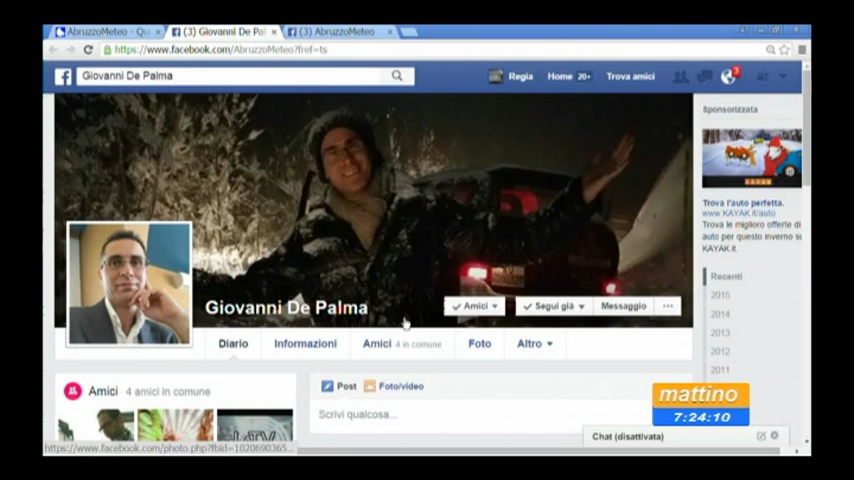 AbruzzoMeteo - Qu
(3) Giovanni De Pal
(3) AbruzzoMeteo
https://www.facebook.com/AbruzzoMeteo?fref=ts
Giovanni De Palma
Regia
Home 20+
Trova amici
3
Sponsorizzata
KAYAK
Trova l'auto perfetta.
www.KAYAK.it/auto
Trova le migliore offerte di
auto per questo inverno su
KAYAK.it.
Recenti
2015
2014
2013
2012
2011
Giovanni De Palma
Amici
Segui già
Messaggio
Diario
Informazioni
Amici 4 in comune
Foto
Altro
Amici 4 amici in comune
Post
Foto/video
Scrivi qualcosa...
mattino
7:24:10
Chat (disattivata)
https://www.facebook.com/photo.php?fbid=1020690365...